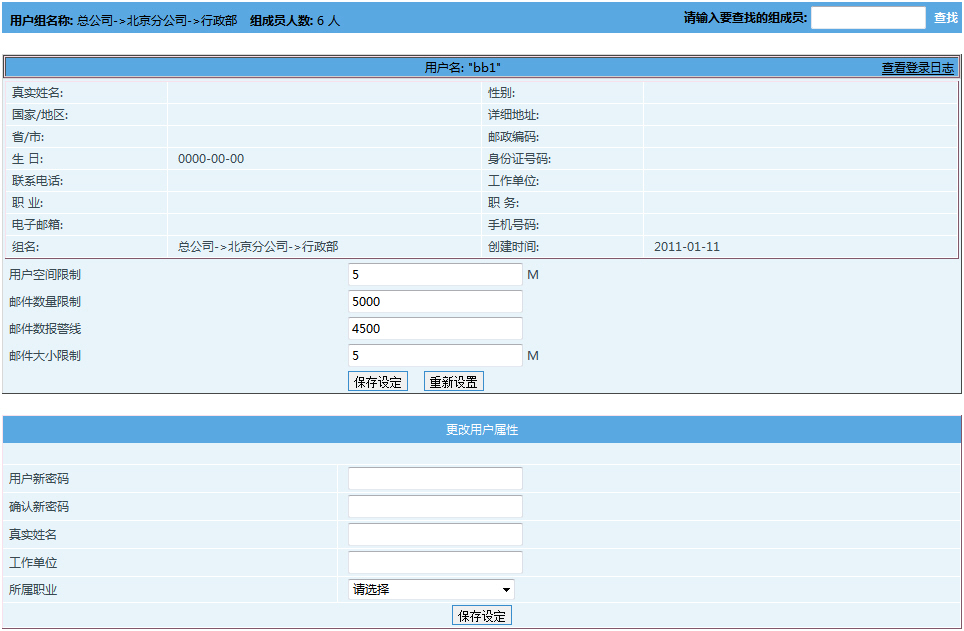 用户组名称: 总公司->北京分公司->行政部 组成员人数: 6 人 请输入要查找的组成员: 查找
用户名: "bb1" 查看登录日志
真实姓名: 性别:
国家/地区: 详细地址:
省/市: 邮政编码:
生 日: 0000-00-00 身份证号码:
联系电话: 工作单位:
职 业: 职 务:
电子邮箱: 手机号码:
组名: 总公司->北京分公司->行政部 创建时间: 2011-01-11
用户空间限制 5 M
邮件数量限制 5000
邮件数报警线 4500
邮件大小限制 5 M
保存设定 重新设置
更改用户属性
用户新密码
确认新密码
真实姓名
工作单位
所属职业 请选择
保存设定